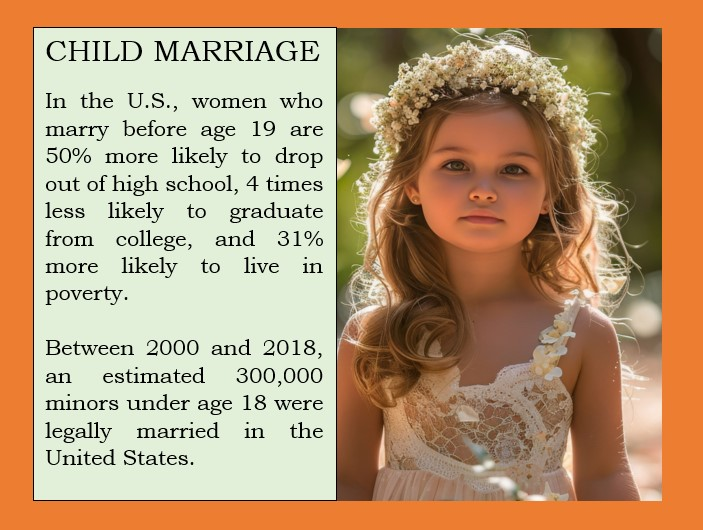 CHILD MARRIAGE
In the U.S., women who
marry before age 19 are
50% more likely to drop
out of high school, 4 times
less likely to graduate
from college, and 31%
more likely to live in
poverty.
Between 2000 and 2018,
an estimated 300,000
minors under age 18 were
legally married in the
United States.